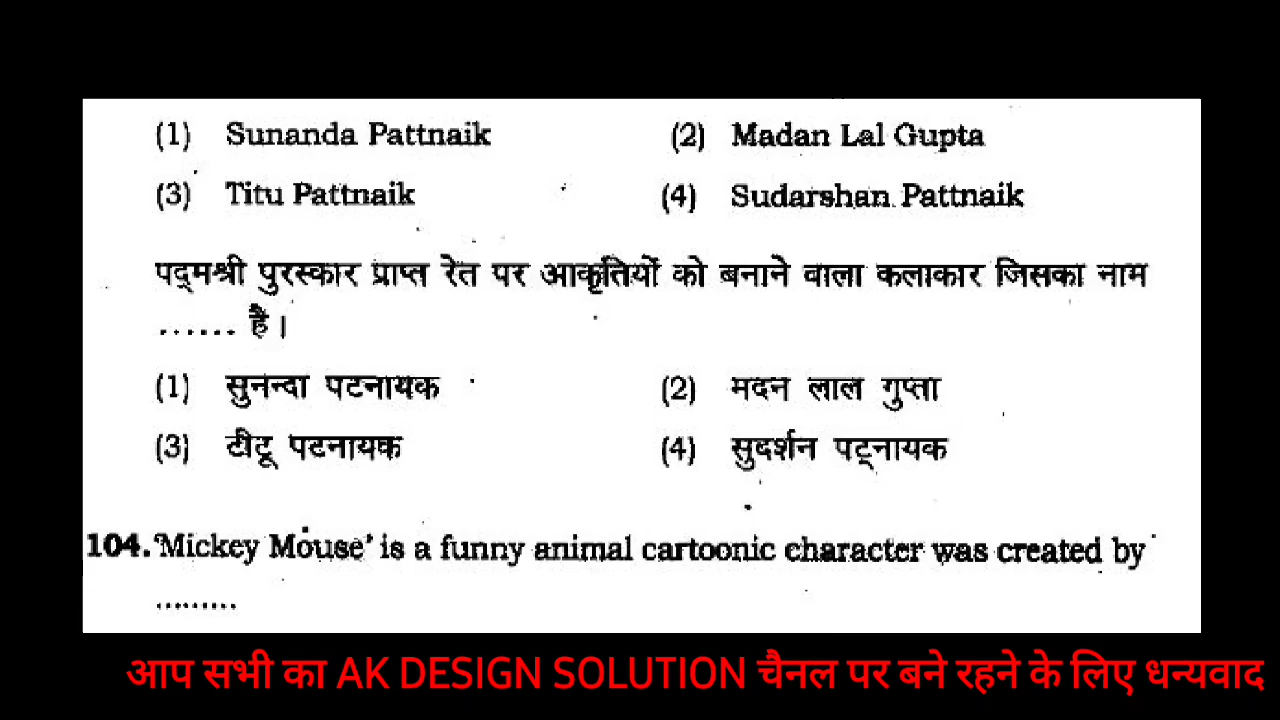 (1) Sunanda Pattnaik (2) Madan Lal Gupta
(3) Titu Pattnaik (4) Sudarshan Pattnaik
पद्मश्री पुरस्कार प्राप्त रेत पर आकृतियों को बनाने वाला कलाकार जिसका नाम
...... है।
(1) सुनन्दा पटनायक (2) मदन लाल गुप्ता
(3) टीटू पटनायक (4) सुदर्शन पट्नायक
104. 'Mickey Mouse' is a funny animal cartoonic character was created by
.........
आप सभी का AK DESIGN SOLUTION चैनल पर बने रहने के लिए धन्यवाद